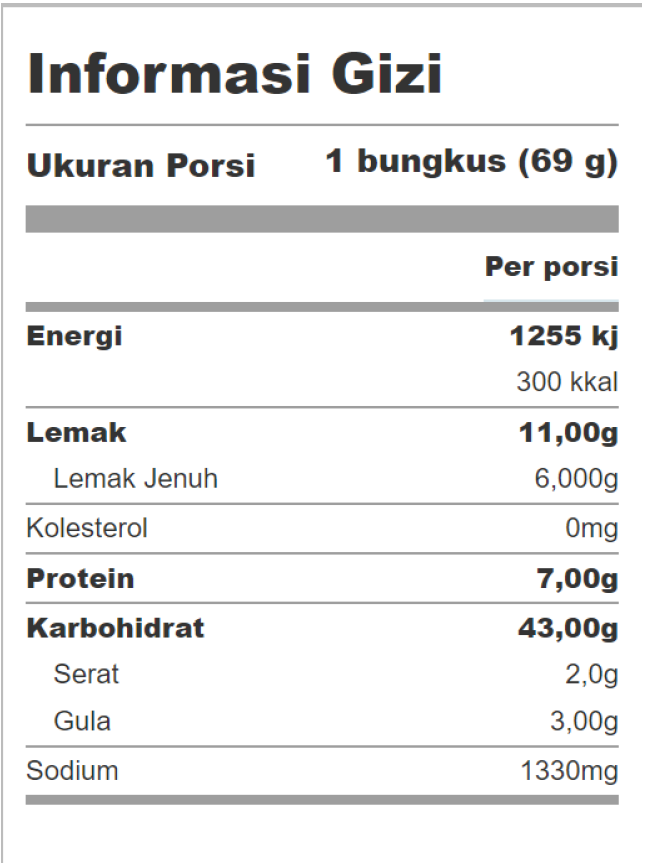 Informasi Gizi
Ukuran Porsi 1 bungkus (69 g)
Per porsi
Energi 1255 kj
300 kkal
Lemak 11,00g
Lemak Jenuh 6,000g
Kolesterol 0mg
Protein 7,00g
Karbohidrat 43,00g
Serat 2,0g
Gula 3,00g
Sodium 1330mg